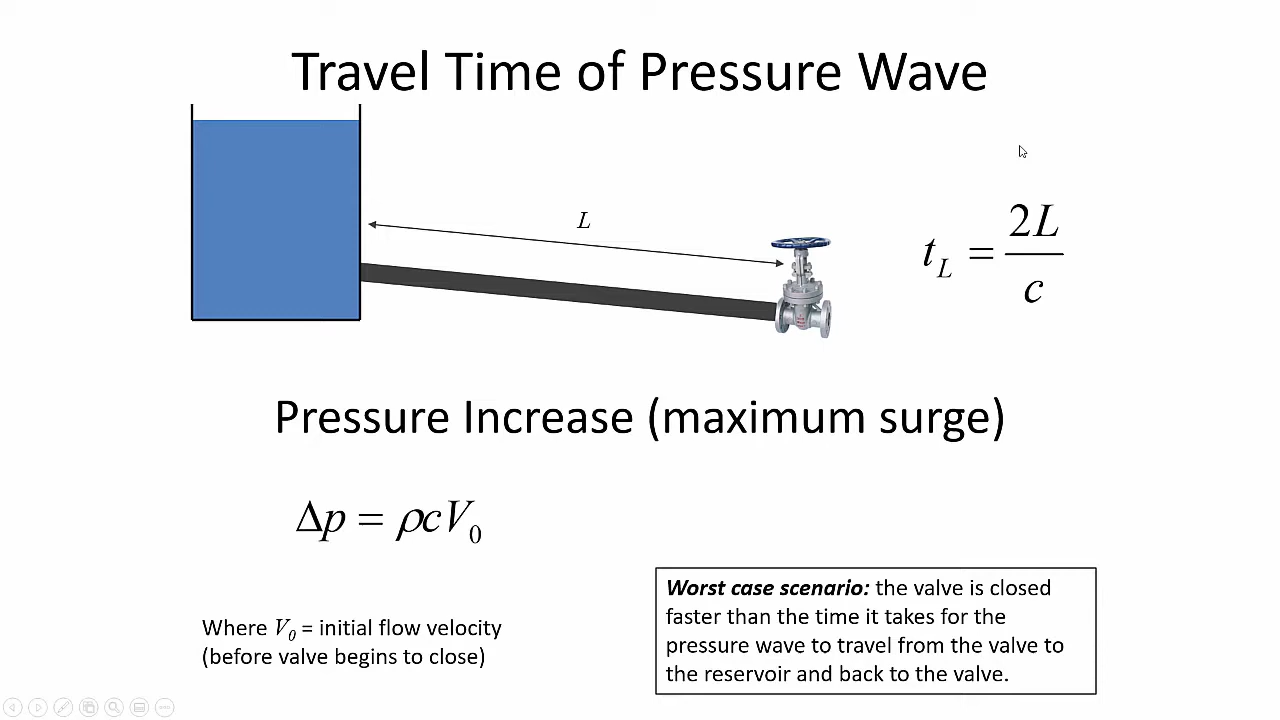 Travel Time of Pressure Wave
L
t_L = 2L / c
Pressure Increase (maximum surge)
Δp = ρcV₀
Where V₀ = initial flow velocity
(before valve begins to close)
Worst case scenario: the valve is closed
faster than the time it takes for the
pressure wave to travel from the valve to
the reservoir and back to the valve.